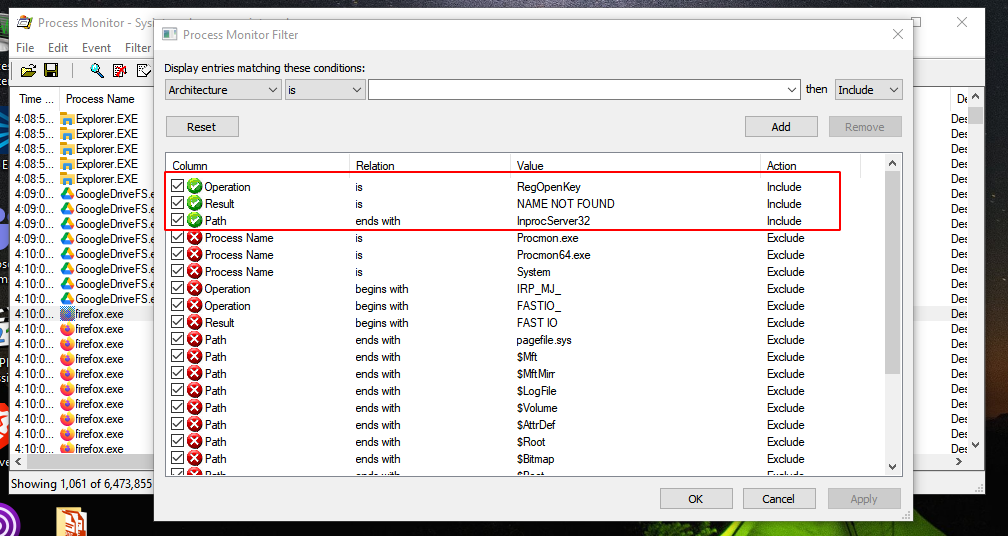 Process Monitor - Sys
Process Monitor Filter
File Edit Event Filter
Display entries matching these conditions:
Architecture is then Include
Reset Add Remove
Time ... Process Name
Column Relation Value Action
Operation is RegOpenKey Include
Result is NAME NOT FOUND Include
Path ends with InprocServer32 Include
Process Name is Procmon.exe Exclude
Process Name is Procmon64.exe Exclude
Process Name is System Exclude
Operation begins with IRP_MJ_ Exclude
Operation begins with FASTIO_ Exclude
Result begins with FAST IO Exclude
Path ends with pagefile.sys Exclude
Path ends with $Mft Exclude
Path ends with $MftMirr Exclude
Path ends with $LogFile Exclude
Path ends with $Volume Exclude
Path ends with $AttrDef Exclude
Path ends with $Root Exclude
Path ends with $Bitmap Exclude
Path ends with $Boot Exclude
OK Cancel Apply
4:08:5... Explorer.EXE Des
4:08:5... Explorer.EXE Des
4:08:5... Explorer.EXE Des
4:08:5... Explorer.EXE Des
4:08:5... Explorer.EXE Des
4:09:0... GoogleDriveFS.e Des
4:09:0... GoogleDriveFS.e Des
4:09:0... GoogleDriveFS.e Des
4:09:0... GoogleDriveFS.e Des
4:10:0... GoogleDriveFS.e Des
4:10:0... GoogleDriveFS.e Des
4:10:0... GoogleDriveFS.e Des
4:10:0... GoogleDriveFS.e Des
4:10:0... firefox.exe Des
4:10:0... firefox.exe Des
4:10:0... firefox.exe Des
4:10:0... firefox.exe Des
4:10:0... firefox.exe Des
4:10:0... firefox.exe Des
4:10:0... firefox.exe Des
4:10:0... firefox.exe Des
4:10:0... firefox.exe Des
4:10:0... firefox.exe Des
Showing 1,061 of 6,473,855